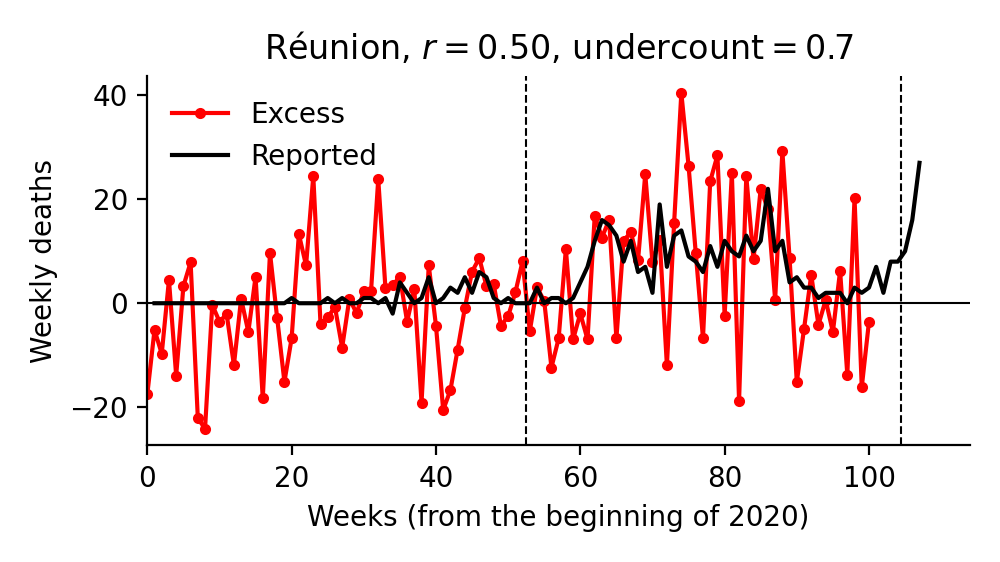 Réunion, r = 0.50, undercount = 0.7
Excess
Reported
Weekly deaths
40
20
0
−20
0 20 40 60 80 100
Weeks (from the beginning of 2020)